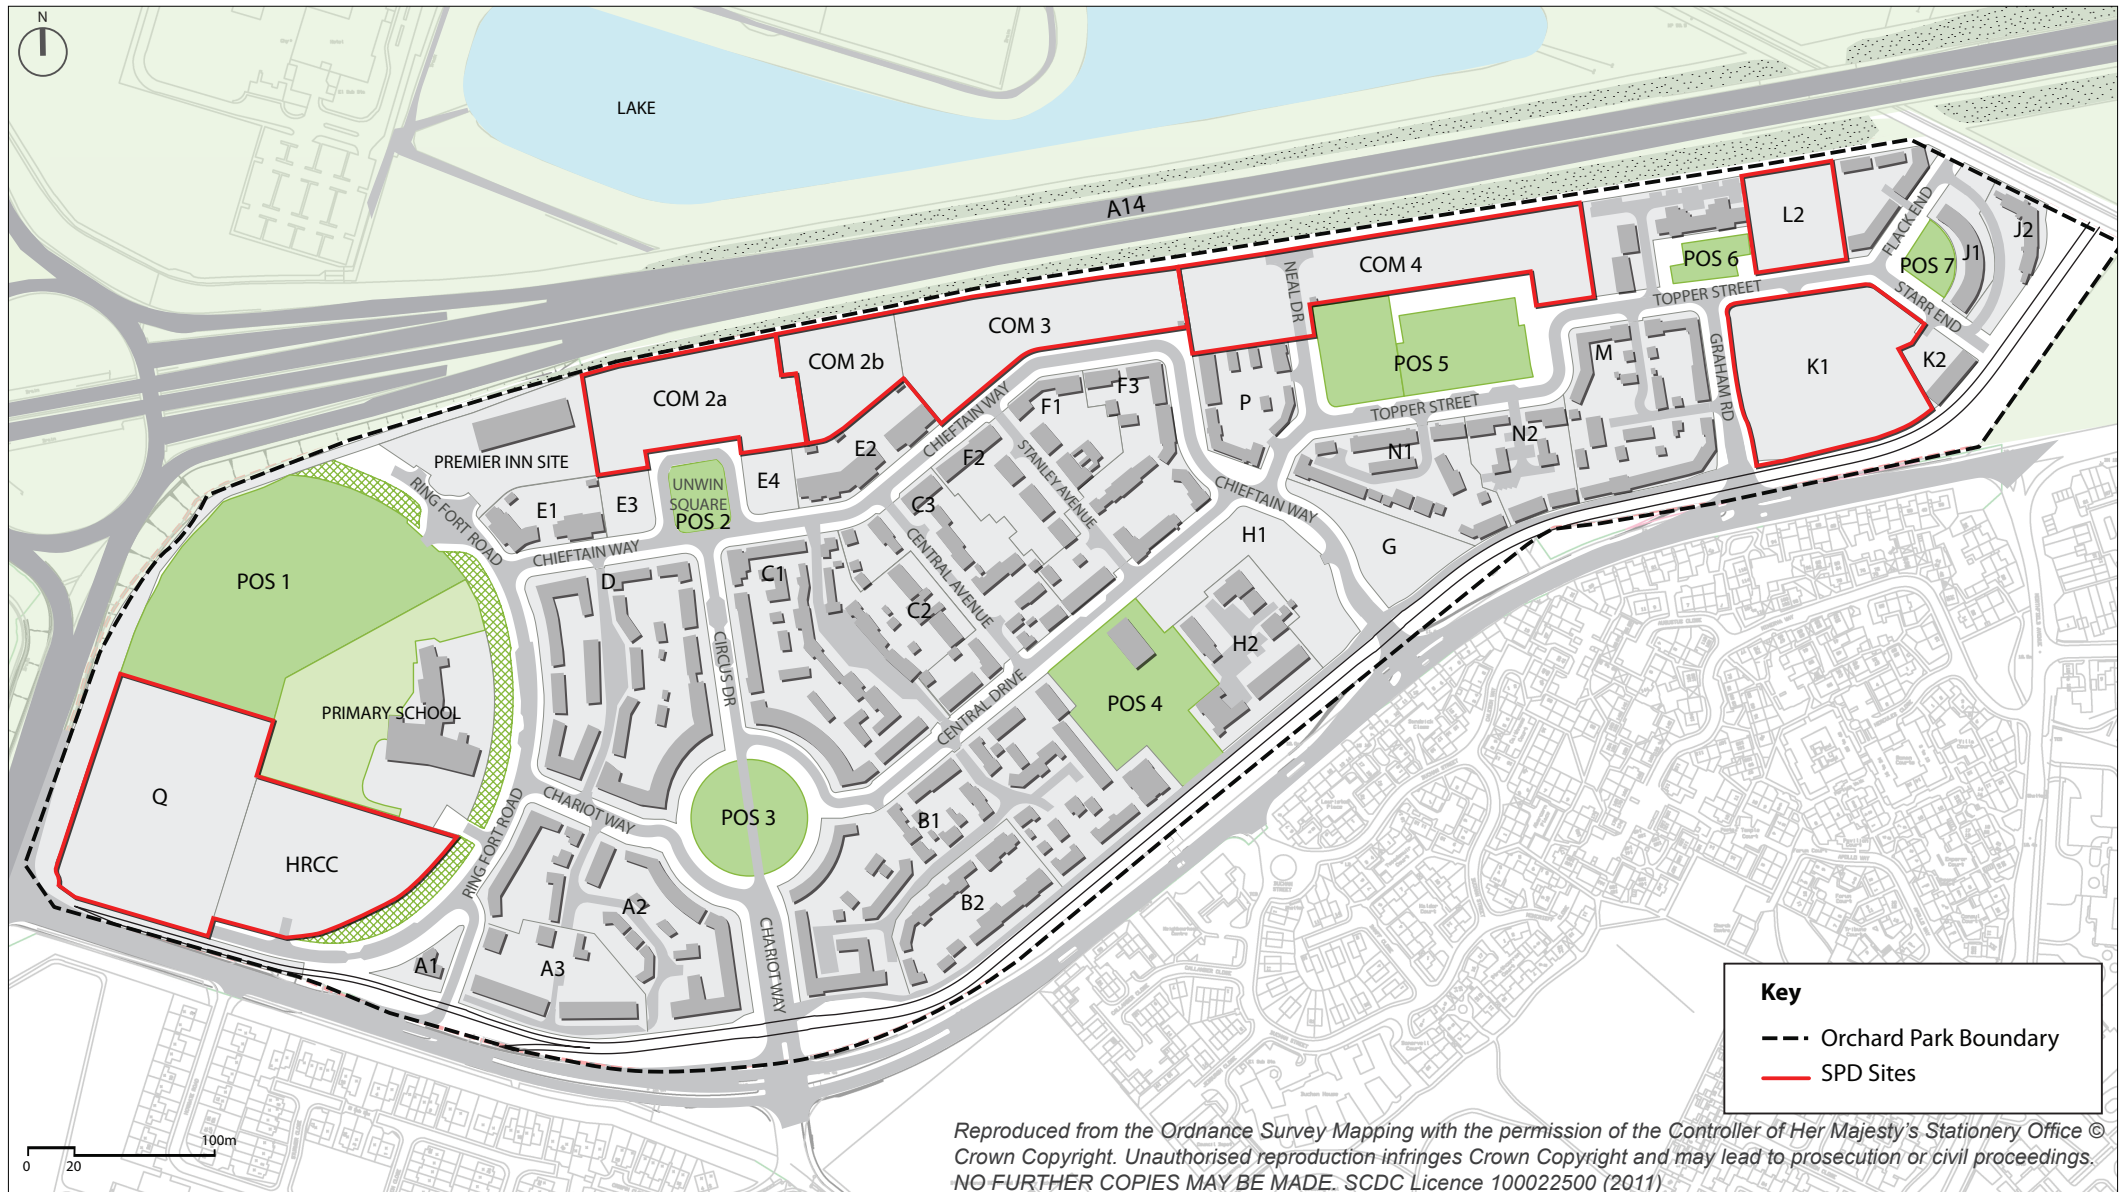 N
LAKE
A14
L2
FLACK END
J2
J1
POS 7
POS 6
STARR END
TOPPER STREET
COM 4
NEAL DR
COM 3
COM 2b
COM 2a
POS 5
M
GRAHAM RD
K1
K2
F3
F1
P
TOPPER STREET
N1
N2
CHIEFTAIN WAY
E2
F2
STANLEY AVENUE
PREMIER INN SITE
E4
UNWIN
SQUARE
POS 2
E3
E1
C3
CHIEFTAIN WAY
RING FORT ROAD
CHIEFTAIN WAY
CENTRAL AVENUE
H1
G
POS 1
D
C1
C2
H2
CIRCUS DR
CENTRAL DRIVE
POS 4
PRIMARY SCHOOL
Q
HRCC
RING FORT ROAD
CHARIOT WAY
POS 3
B1
B2
A2
A1
A3
CHARIOT WAY
Key
Orchard Park Boundary
SPD Sites
100m
0
20
Reproduced from the Ordnance Survey Mapping with the permission of the Controller of Her Majesty's Stationery Office ©
Crown Copyright. Unauthorised reproduction infringes Crown Copyright and may lead to prosecution or civil proceedings.
NO FURTHER COPIES MAY BE MADE. SCDC Licence 100022500 (2011)